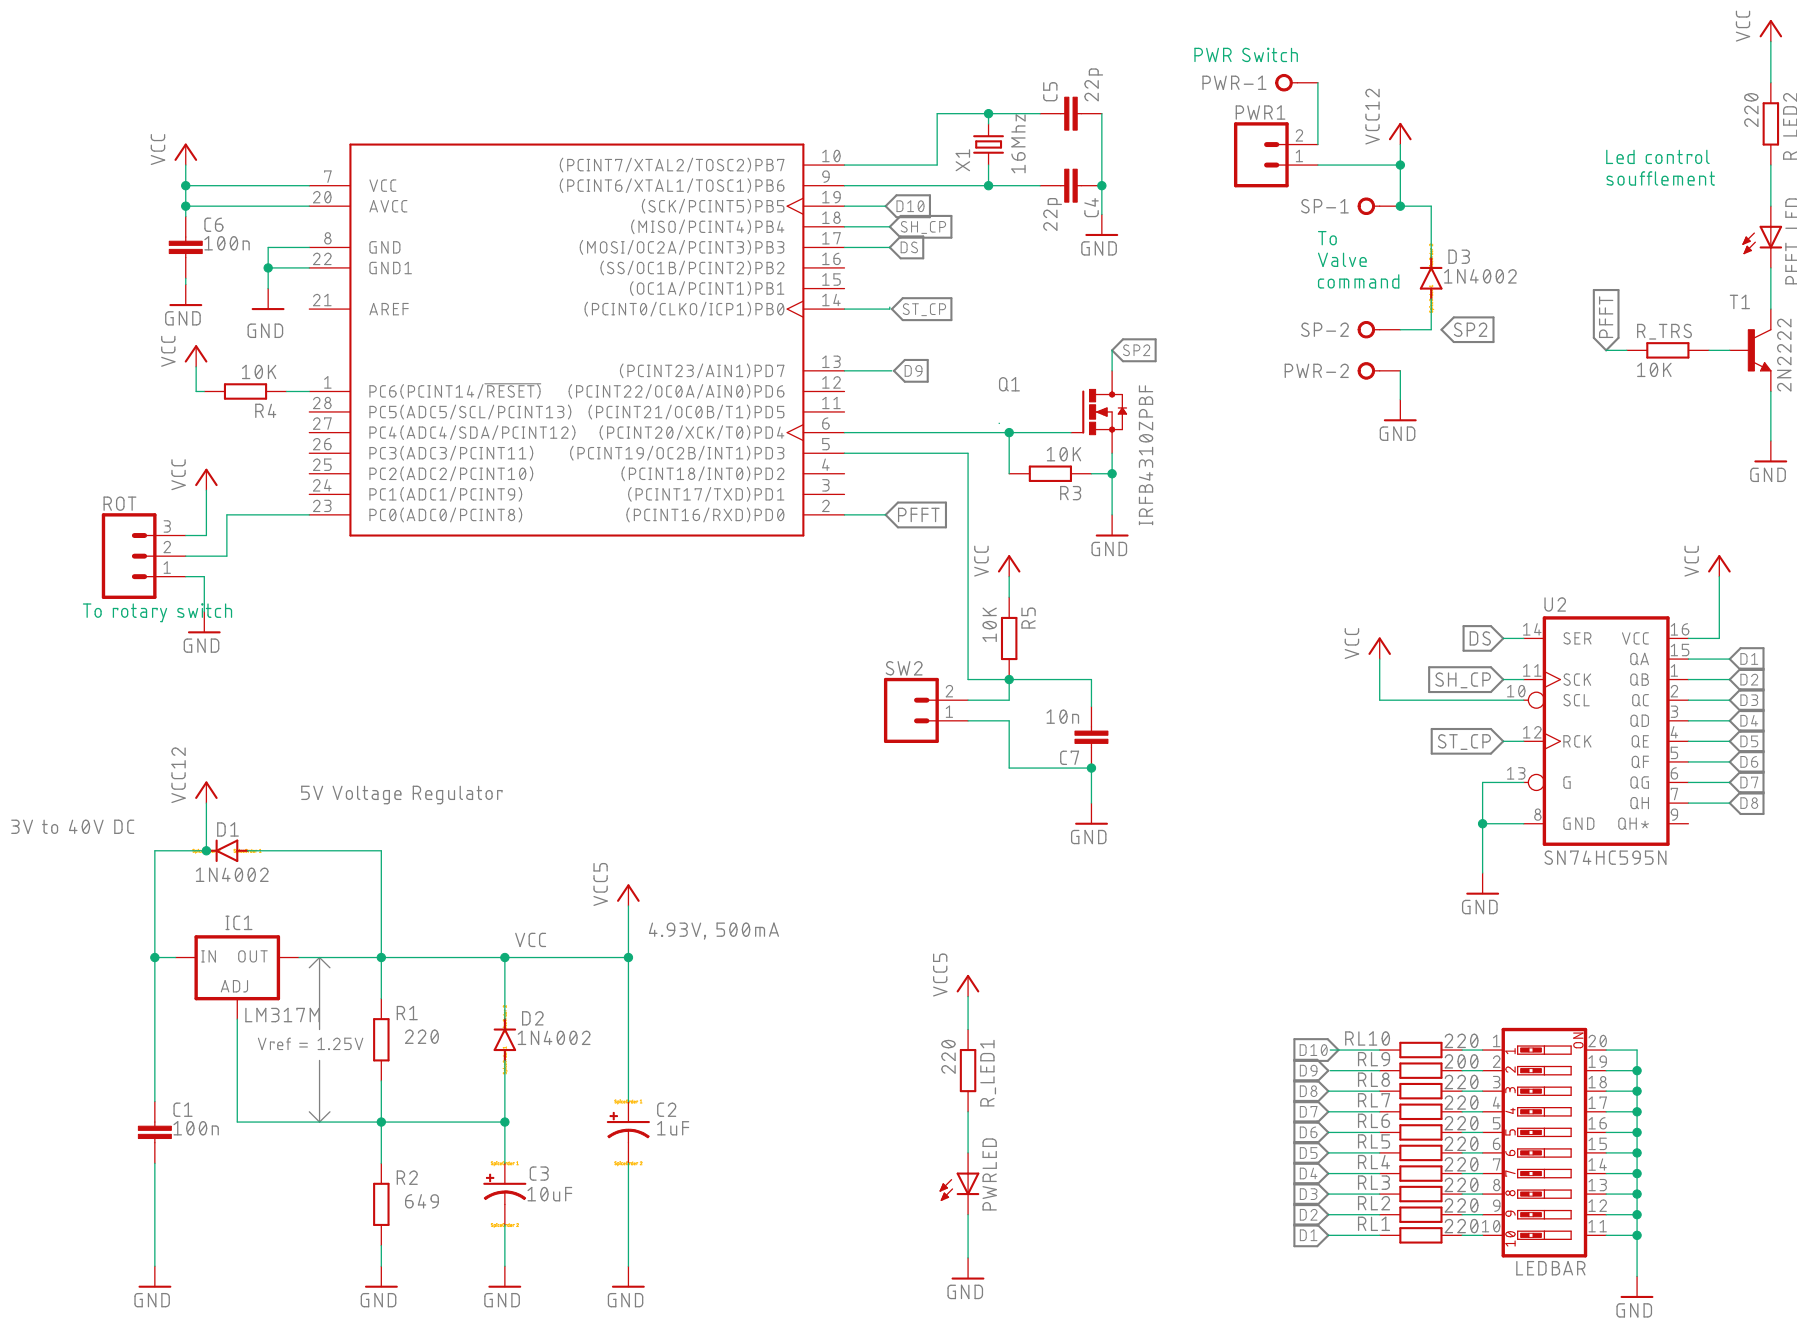 VCC
7
20
VCC
AVCC
C6
100n
GND
8
22
GND
GND1
GND
21
AREF
VCC
10K
R4
1
28
27
26
25
24
23
PC6(PCINT14/RESET)
PC5(ADC5/SCL/PCINT13)
PC4(ADC4/SDA/PCINT12)
PC3(ADC3/PCINT11)
PC2(ADC2/PCINT10)
PC1(ADC1/PCINT9)
PC0(ADC0/PCINT8)
(PCINT7/XTAL2/TOSC2)PB7 10
(PCINT6/XTAL1/TOSC1)PB6 9
(SCK/PCINT5)PB5 19 D10
(MISO/PCINT4)PB4 18 SH_CP
(MOSI/OC2A/PCINT3)PB3 17 DS
(SS/OC1B/PCINT2)PB2 16
(OC1A/PCINT1)PB1 15
(PCINT0/CLKO/ICP1)PB0 14 ST_CP
(PCINT23/AIN1)PD7 13 D9
(PCINT22/OC0A/AIN0)PD6 12
(PCINT21/OC0B/T1)PD5 11
(PCINT20/XCK/T0)PD4 6
(PCINT19/OC2B/INT1)PD3 5
(PCINT18/INT0)PD2 4
(PCINT17/TXD)PD1 3
(PCINT16/RXD)PD0 2 PFFT
X1
16Mhz
C5
22p
22p
C4
GND
VCC
ROT
3
2
1
To rotary switch
GND
SP2
Q1
IRFB4310ZPBF
10K
R3
GND
VCC
10K
R5
SW2
2
1
10n
C7
GND
PWR Switch
PWR-1
PWR1
2
1
VCC12
SP-1
To
Valve
command
D3
1N4002
SP-2
SP2
PWR-2
GND
VCC
220
R_LED2
Led control
soufflement
PFFT_LED
T1
PFFT
R_TRS
10K
2N2222
GND
VCC
VCC
U2
DS 14 SER
SH_CP 11 SCK
10 SCL
ST_CP 12 RCK
13 G
8 GND
VCC 16
QA 15 D1
QB 1 D2
QC 2 D3
QD 3 D4
QE 4 D5
QF 5 D6
QG 6 D7
QH 7 D8
QH* 9
SN74HC595N
GND
VCC12
5V Voltage Regulator
3V to 40V DC
D1
1N4002
IC1
IN OUT
ADJ
LM317M
Vref = 1.25V
VCC
VCC5
4.93V, 500mA
R1
220
D2
1N4002
C1
100n
C2
1uF
R2
649
C3
10uF
GND
GND
GND
GND
VCC5
220
R_LED1
PWRLED
GND
D10 RL10 220 1 1 ON 20
D9 RL9 200 2 2 19
D8 RL8 220 3 3 18
D7 RL7 220 4 4 17
D6 RL6 220 5 5 16
D5 RL5 220 6 6 15
D4 RL4 220 7 7 14
D3 RL3 220 8 8 13
D2 RL2 220 9 9 12
D1 RL1 220 10 10 11
LEDBAR
GND